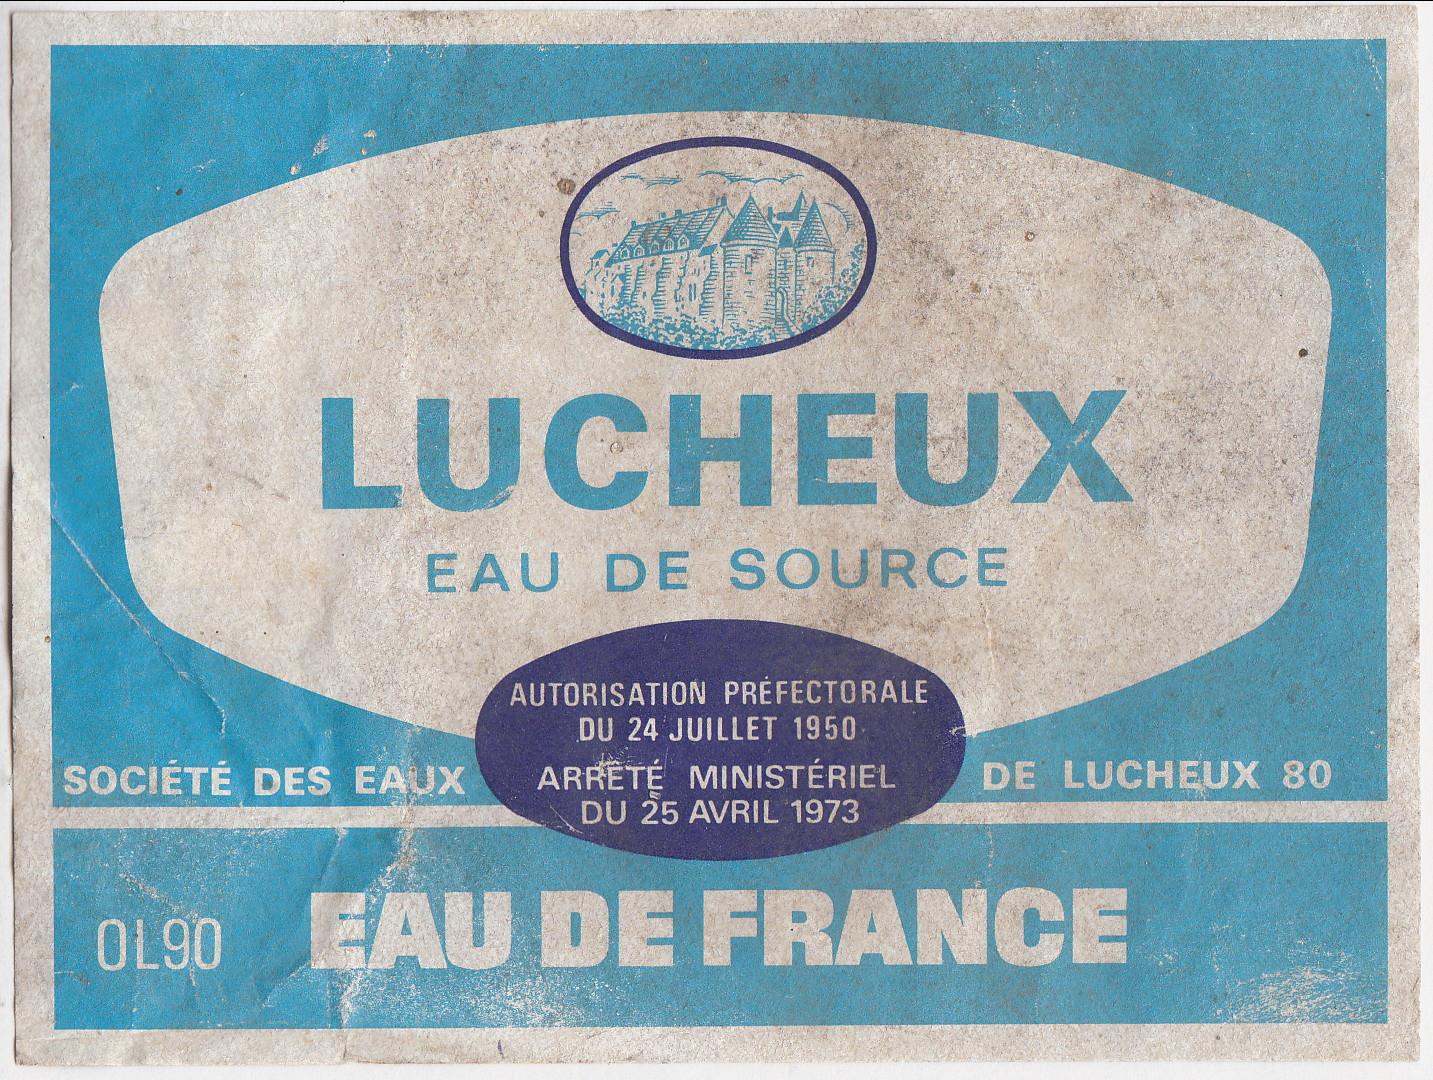 LUCHEUX
EAU DE SOURCE
AUTORISATION PRÉFECTORALE
DU 24 JUILLET 1950
ARRÊTÉ MINISTÉRIEL
DU 25 AVRIL 1973
SOCIÉTÉ DES EAUX DE LUCHEUX 80
0L90 EAU DE FRANCE